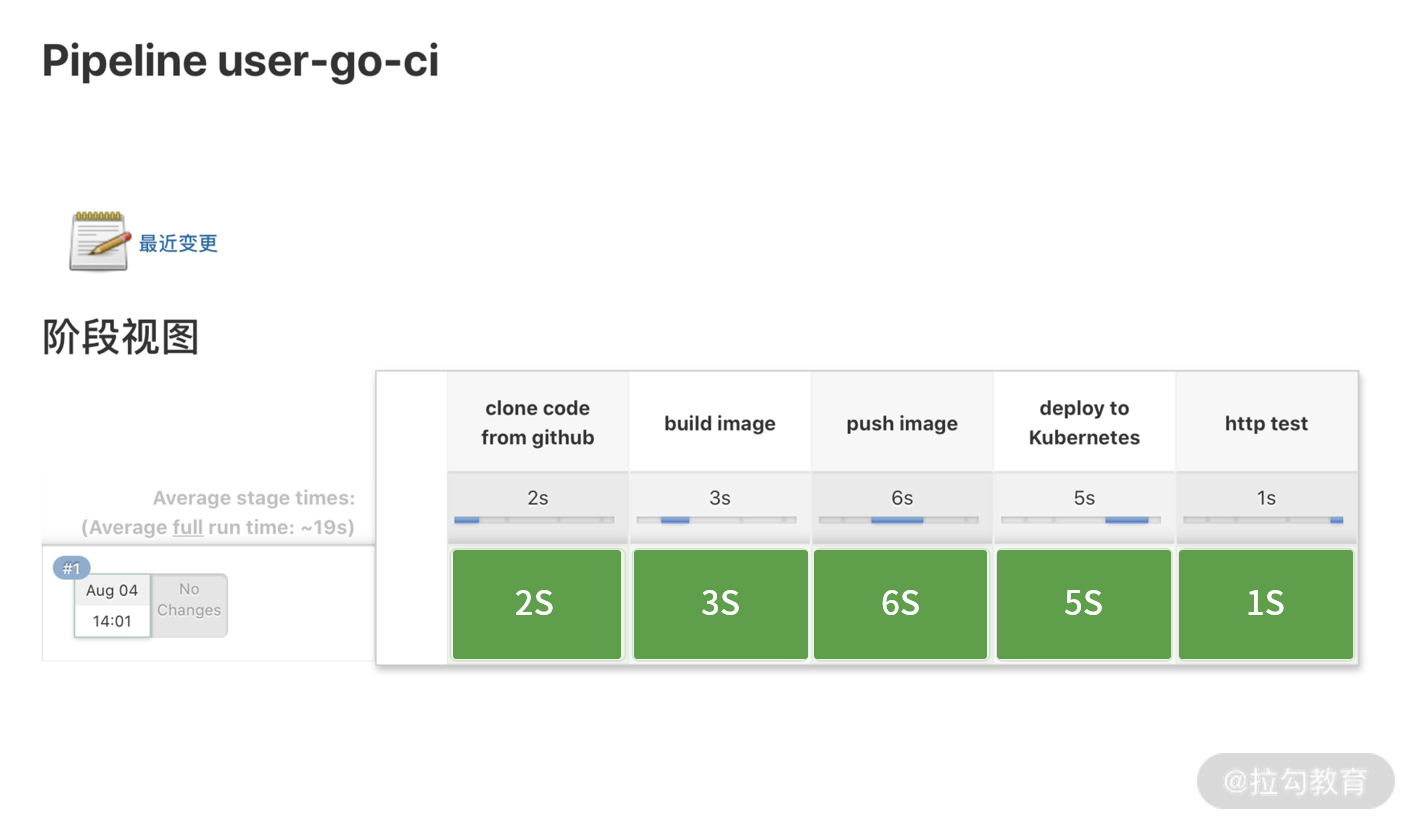 Pipeline user-go-ci
最近变更
阶段视图
clone code
from github
build image
push image
deploy to
Kubernetes
http test
Average stage times:
(Average full run time: ~19s)
2s
3s
6s
5s
1s
#1
Aug 04
14:01
No
Changes
2S
3S
6S
5S
1S
@拉勾教育